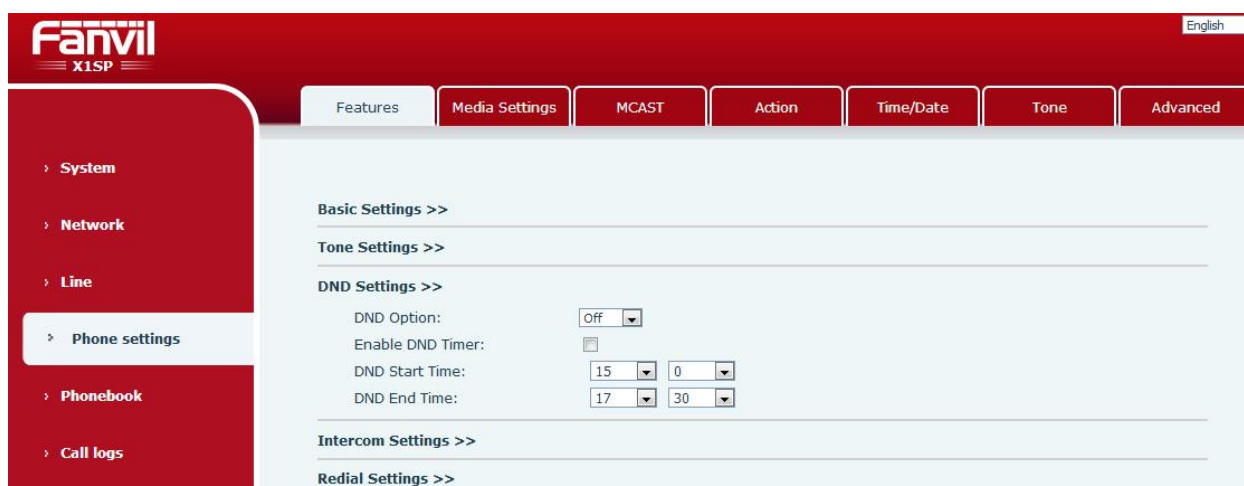 English
Fanvil
X1SP
Features Media Settings MCAST Action Time/Date Tone Advanced
› System
› Network
› Line
› Phone settings
› Phonebook
› Call logs
Basic Settings >>
Tone Settings >>
DND Settings >>
DND Option: Off
Enable DND Timer:
DND Start Time: 15 0
DND End Time: 17 30
Intercom Settings >>
Redial Settings >>